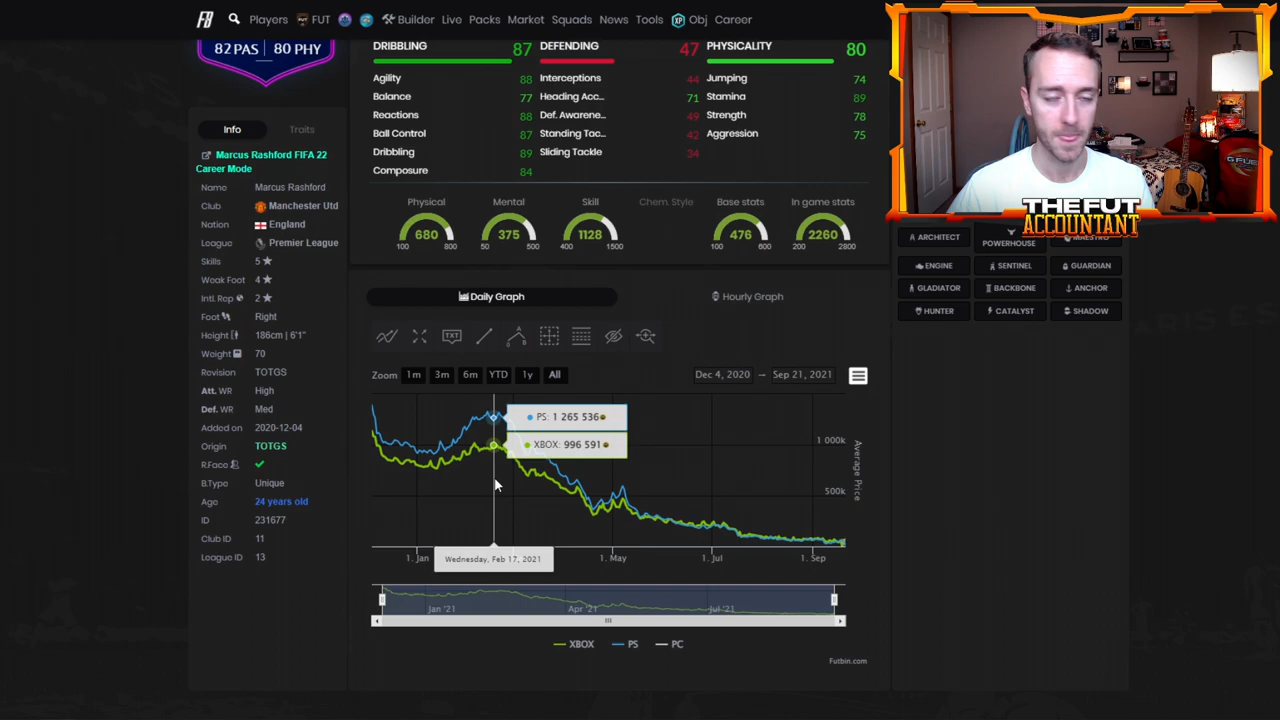 FB Players FUT Builder Live Packs Market Squads News Tools XP Obj Career
82 PAS 80 PHY
DRIBBLING 87 DEFENDING 47 PHYSICALITY 80
Agility 88 Interceptions 44 Jumping 74
Balance 77 Heading Acc... 71 Stamina 89
Reactions 88 Def. Awarene... 49 Strength 78
Ball Control 87 Standing Tac... 42 Aggression 75
Dribbling 89 Sliding Tackle 34
Composure 84
Info Traits
Marcus Rashford FIFA 22
Career Mode
Name Marcus Rashford
Club Manchester Utd
Nation England
League Premier League
Skills 5
Weak Foot 4
Intl. Rep 2
Foot Right
Height 186cm | 6'1"
Weight 70
Revision TOTGS
Att. WR High
Def. WR Med
Added on 2020-12-04
Origin TOTGS
R.Face
B.Type Unique
Age 24 years old
ID 231677
Club ID 11
League ID 13
Physical Mental Skill Chem. Style Base stats In game stats
680 375 1128 476 2260
100 800 50 500 400 1500 100 600 200 2800
Daily Graph Hourly Graph
TXT
Zoom 1m 3m 6m YTD 1y All Dec 4, 2020 → Sep 21, 2021
PS: 1 265 536
XBOX: 996 591
1 000k
500k
Average Price
1. Jan 1. May 1. Jul 1. Sep
Wednesday, Feb 17, 2021
Jan '21 Apr '21 Jul '21
XBOX PS PC
Futbin.com
G FUEL
THE FUT
ACCOUNTANT
ARCHITECT POWERHOUSE MAESTRO
ENGINE SENTINEL GUARDIAN
GLADIATOR BACKBONE ANCHOR
HUNTER CATALYST SHADOW